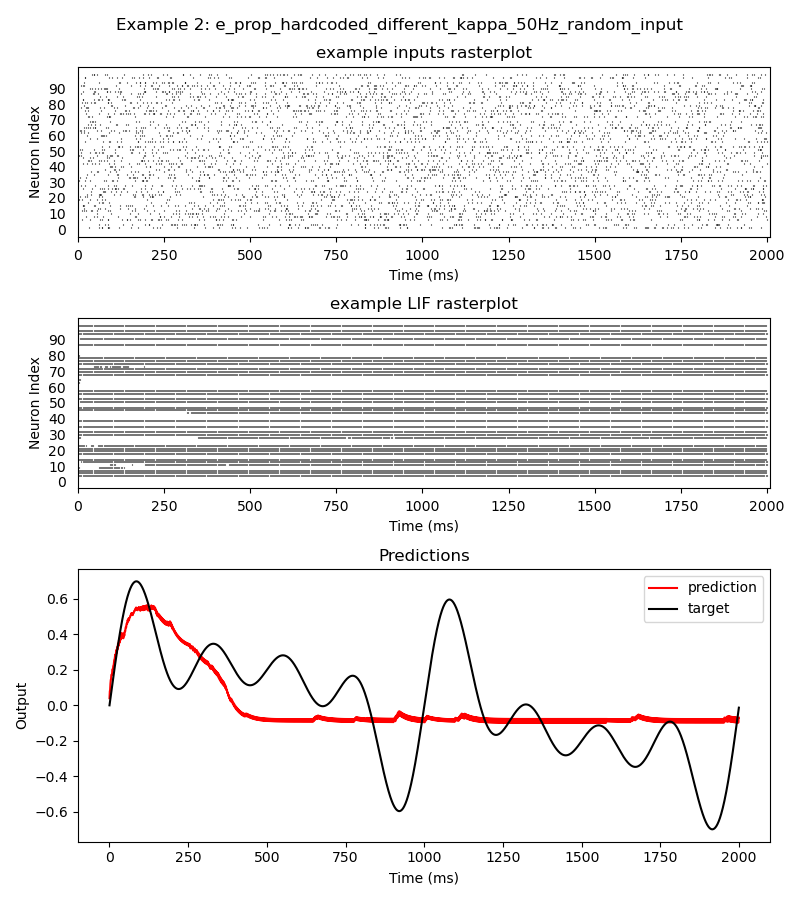 Example 2: e_prop_hardcoded_different_kappa_50Hz_random_input
example inputs rasterplot
Neuron Index
90
80
70
60
50
40
30
20
10
0
0 250 500 750 1000 1250 1500 1750 2000
Time (ms)
example LIF rasterplot
Neuron Index
90
80
70
60
50
40
30
20
10
0
0 250 500 750 1000 1250 1500 1750 2000
Time (ms)
Predictions
Output
0.6
0.4
0.2
0.0
−0.2
−0.4
−0.6
prediction
target
0 250 500 750 1000 1250 1500 1750 2000
Time (ms)